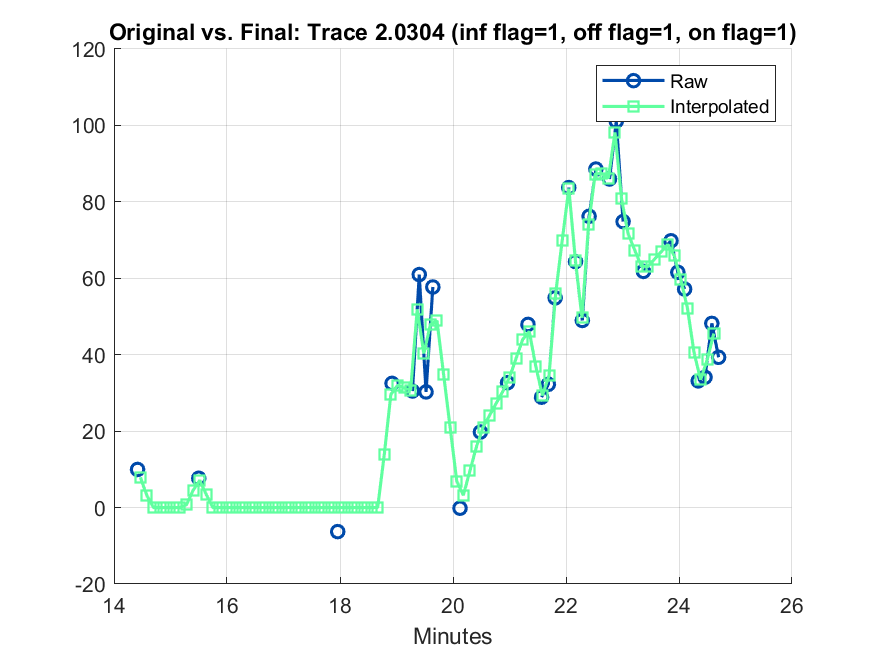 Original vs. Final: Trace 2.0304 (inf flag=1, off flag=1, on flag=1)
120
100
80
60
40
20
0
-20
Raw
Interpolated
14 16 18 20 22 24 26
Minutes